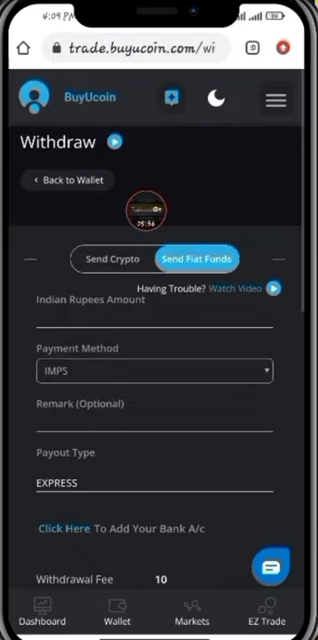 4:09 PM
trade.buyucoin.com/wi
:D
BuyUcoin
Withdraw
‹ Back to Wallet
05:36
Send Crypto
Send Fiat Funds
Having Trouble? Watch Video
Indian Rupees Amount
Payment Method
IMPS
Remark (Optional)
Payout Type
EXPRESS
Click Here To Add Your Bank A/c
Withdrawal Fee 10
Dashboard
Wallet
Markets
EZ Trade